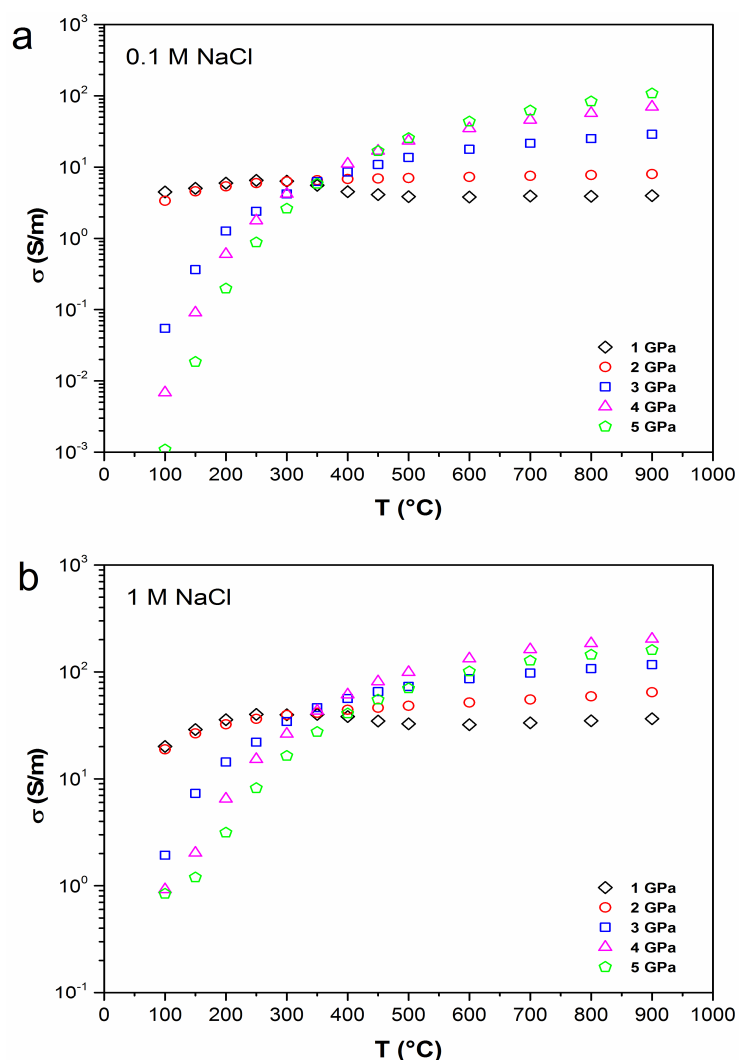 a
0.1 M NaCl
10³
10²
10¹
10⁰
10⁻¹
10⁻²
10⁻³
σ (S/m)
1 GPa
2 GPa
3 GPa
4 GPa
5 GPa
100 200 300 400 500 600 700 800 900 1000
T (°C)
b
1 M NaCl
10³
10²
10¹
10⁰
10⁻¹
σ (S/m)
1 GPa
2 GPa
3 GPa
4 GPa
5 GPa
100 200 300 400 500 600 700 800 900 1000
T (°C)